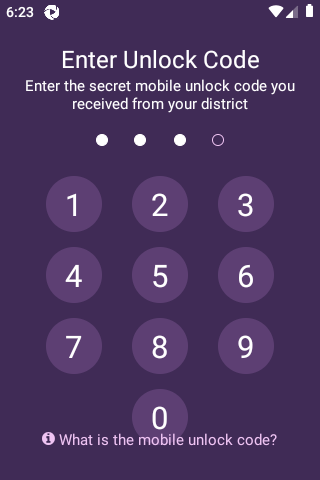 6:23
Enter Unlock Code
Enter the secret mobile unlock code you
received from your district
1 2 3
4 5 6
7 8 9
0
What is the mobile unlock code?